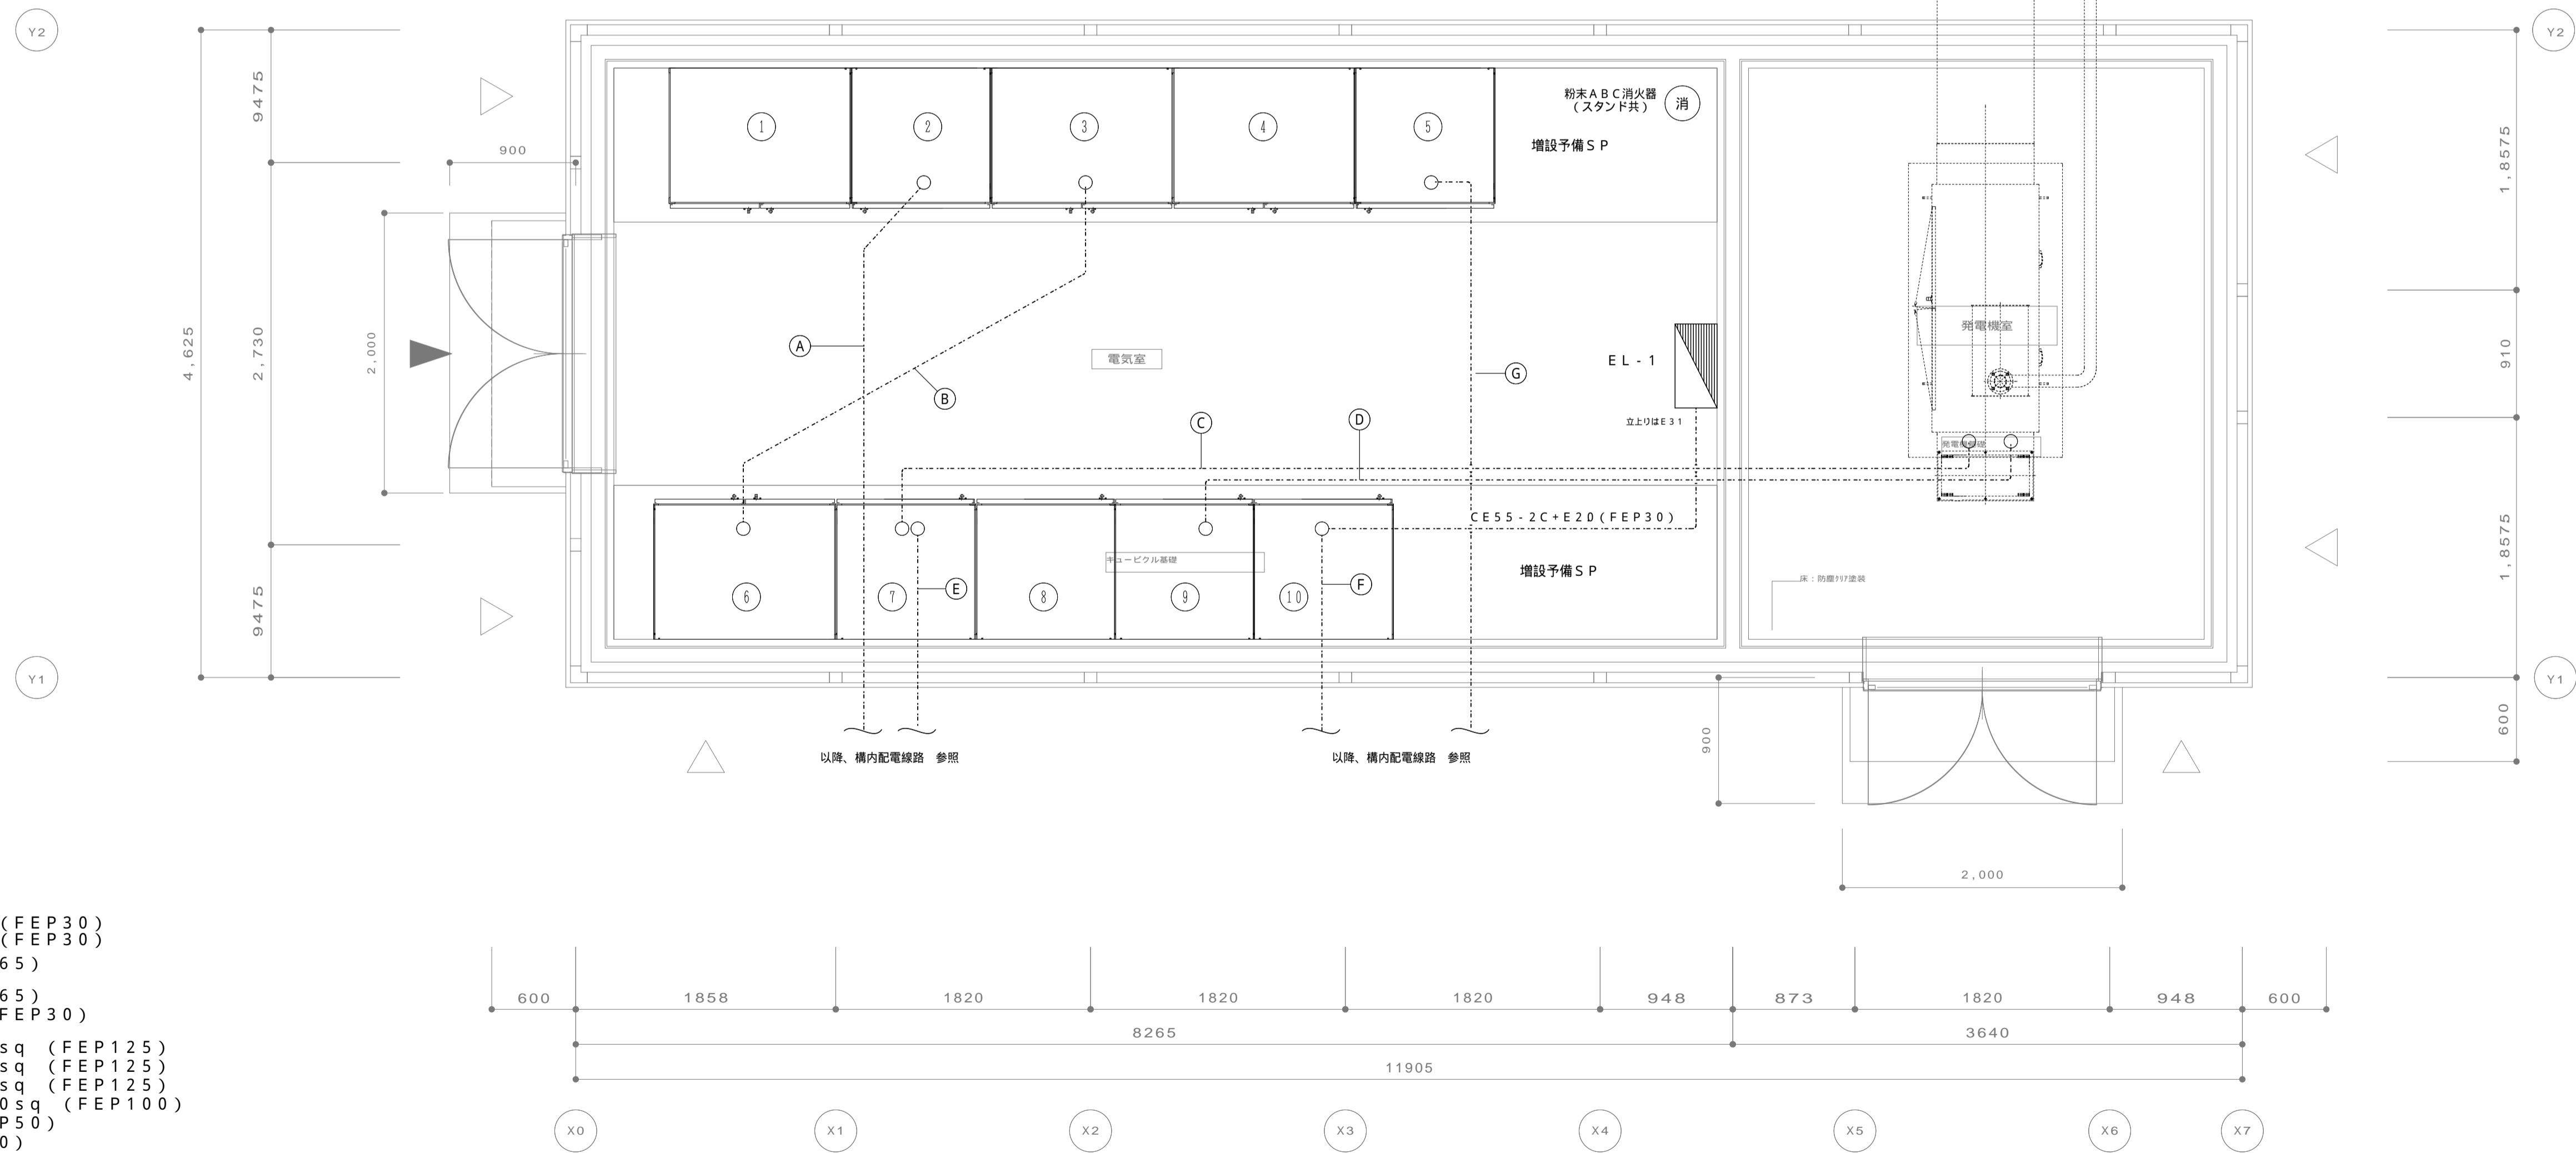 Y2
Y2
9475
4,625
2,730
9475
900
2,000
1
2
3
4
5
粉末ABC消火器
(スタンド共)
消
増設予備SP
1,8575
910
1,8575
600
A
B
C
D
G
電気室
EL-1
立上りはE31
発電機室
発電機基礎
CE55-2C+E2.0(FEP30)
キュービクル基礎
増設予備SP
床:防塵クリア塗装
6
7
E
8
9
10
F
Y1
Y1
以降、構内配電線路 参照
以降、構内配電線路 参照
900
2,000
(FEP30)
(FEP30)
65)
65)
FEP30)
sq (FEP125)
sq (FEP125)
sq (FEP125)
0sq (FEP100)
P50)
0)
600
1858
1820
1820
1820
948
873
1820
948
600
8265
3640
11905
X0
X1
X2
X3
X4
X5
X6
X7